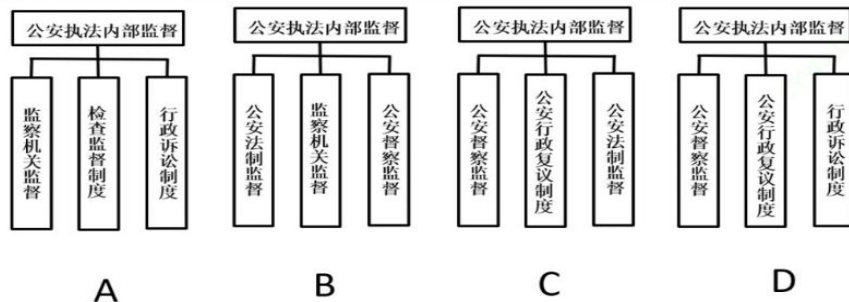 公安执法内部监督
监察机关监督
检查监督制度
行政诉讼制度
A
公安执法内部监督
公安法制监督
监察机关监督
公安督察监督
B
公安执法内部监督
公安督察监督
公安行政复议制度
公安法制监督
C
公安执法内部监督
公安督察监督
公安行政复议制度
行政诉讼制度
D